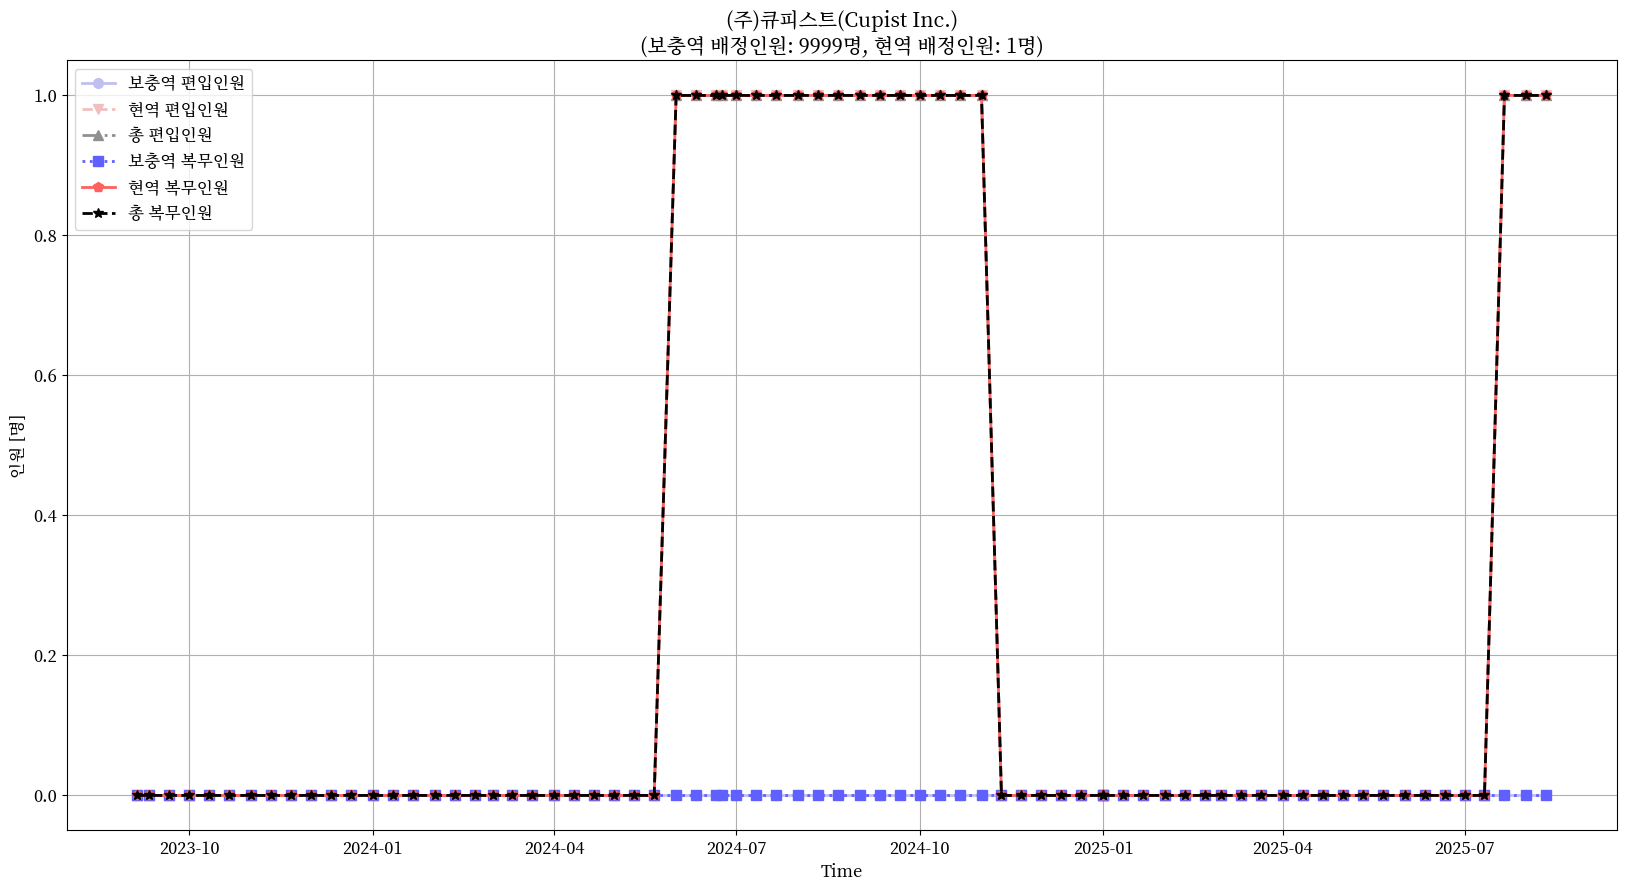 (주)큐피스트(Cupist Inc.)
(보충역 배정인원: 9999명, 현역 배정인원: 1명)
보충역 편입인원
현역 편입인원
총 편입인원
보충역 복무인원
현역 복무인원
총 복무인원
인원 [명]
1.0
0.8
0.6
0.4
0.2
0.0
2023-10
2024-01
2024-04
2024-07
2024-10
2025-01
2025-04
2025-07
Time